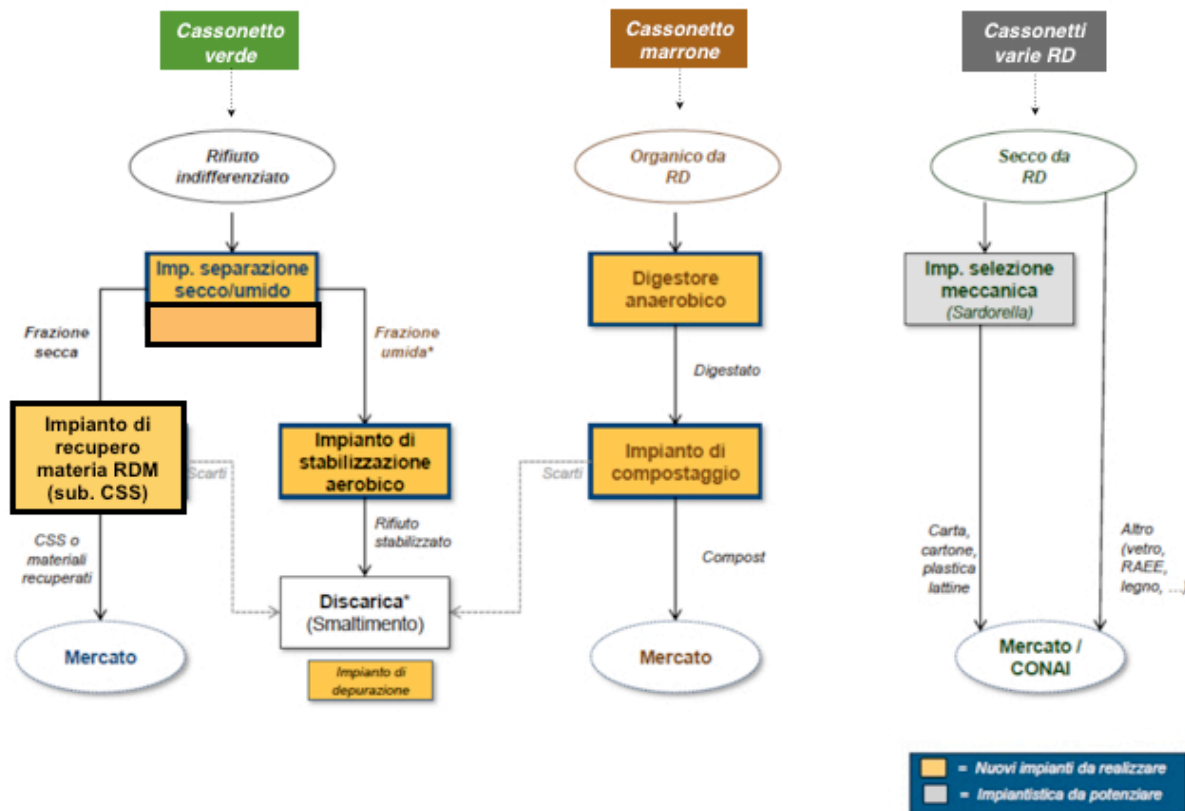 Cassonetto
verde
Cassonetto
marrone
Cassonetti
varie RD
Rifiuto
indifferenziato
Organico da
RD
Secco da
RD
Imp. separazione
secco/umido
Digestore
anaerobico
Imp. selezione
meccanica
(Sardorella)
Frazione
secca
Frazione
umida*
Digestato
Impianto di
recupero
materia RDM
(sub. CSS)
Scarti
Impianto di
stabilizzazione
aerobico
Scarti
Impianto di
compostaggio
CSS o
materiali
recuperati
Rifiuto
stabilizzato
Compost
Carta,
cartone,
plastica
lattine
Altro
(vetro,
RAEE,
legno, ...)
Discarica*
(Smaltimento)
Mercato
Mercato
Mercato /
CONAI
Impianto di
depurazione
= Nuovi impianti da realizzare
= Impiantistica da potenziare